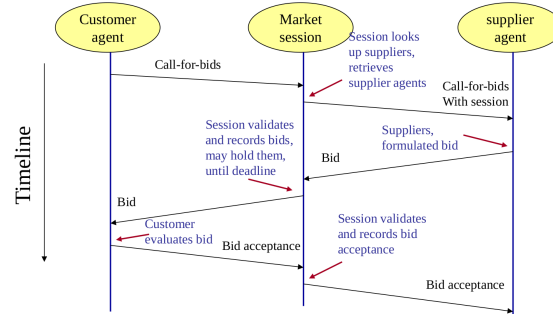 Customer
agent
Market
session
supplier
agent
Session looks
up suppliers,
retrieves
supplier agents
Call-for-bids
Call-for-bids
With session
Session validates
and records bids,
may hold them,
until deadline
Suppliers,
formulated bid
Bid
Timeline
Bid
Customer
evaluates bid
Session validates
and records bid
acceptance
Bid acceptance
Bid acceptance